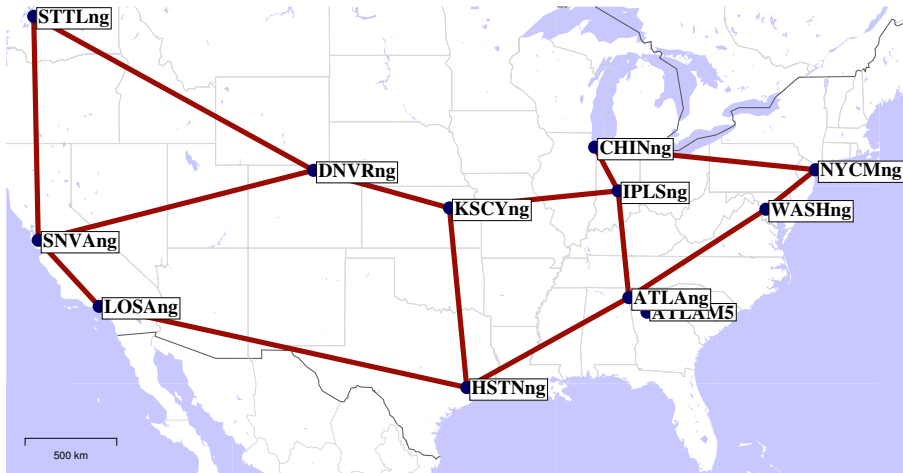 STTLng
CHINng
DNVRng
NYCMng
IPLSng
KSCYng
WASHng
SNVAng
ATLAng
LOSAng
ATLAM5
HSTNng
500 km